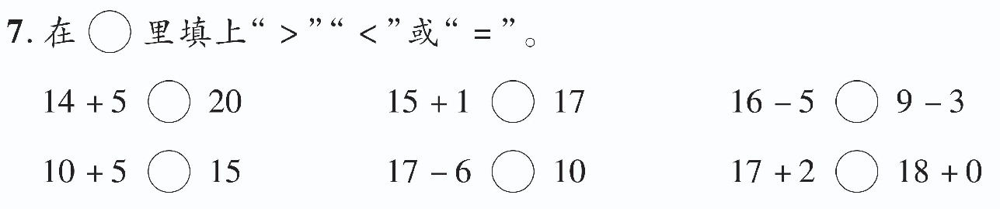 7. 在 ○ 里填上“ > ”“ < ”或“ = ”。
14 + 5 ○ 20 15 + 1 ○ 17 16 - 5 ○ 9 - 3
10 + 5 ○ 15 17 - 6 ○ 10 17 + 2 ○ 18 + 0